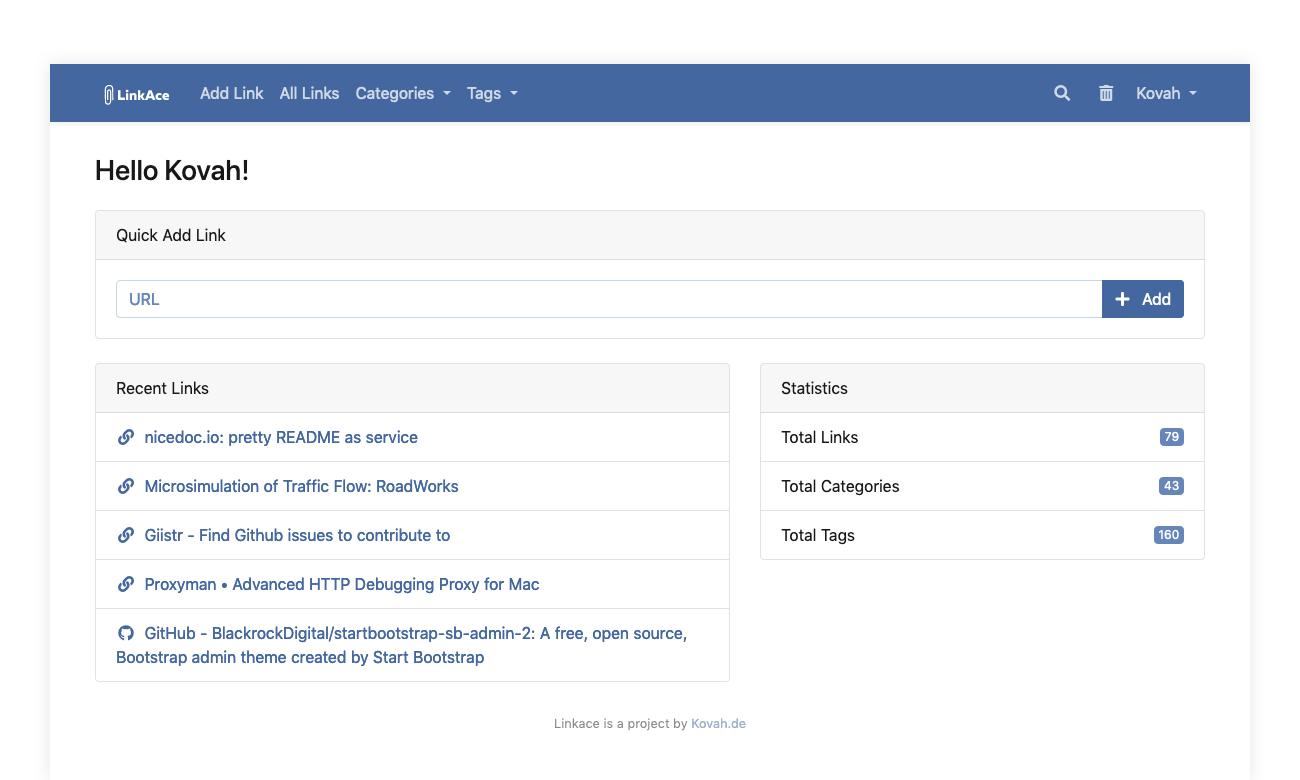 LinkAce Add Link All Links Categories Tags Kovah
Hello Kovah!
Quick Add Link
URL
Add
Recent Links
nicedoc.io: pretty README as service
Microsimulation of Traffic Flow: RoadWorks
Giistr - Find Github issues to contribute to
Proxyman • Advanced HTTP Debugging Proxy for Mac
GitHub - BlackrockDigital/startbootstrap-sb-admin-2: A free, open source,
Bootstrap admin theme created by Start Bootstrap
Statistics
Total Links 79
Total Categories 43
Total Tags 160
Linkace is a project by Kovah.de